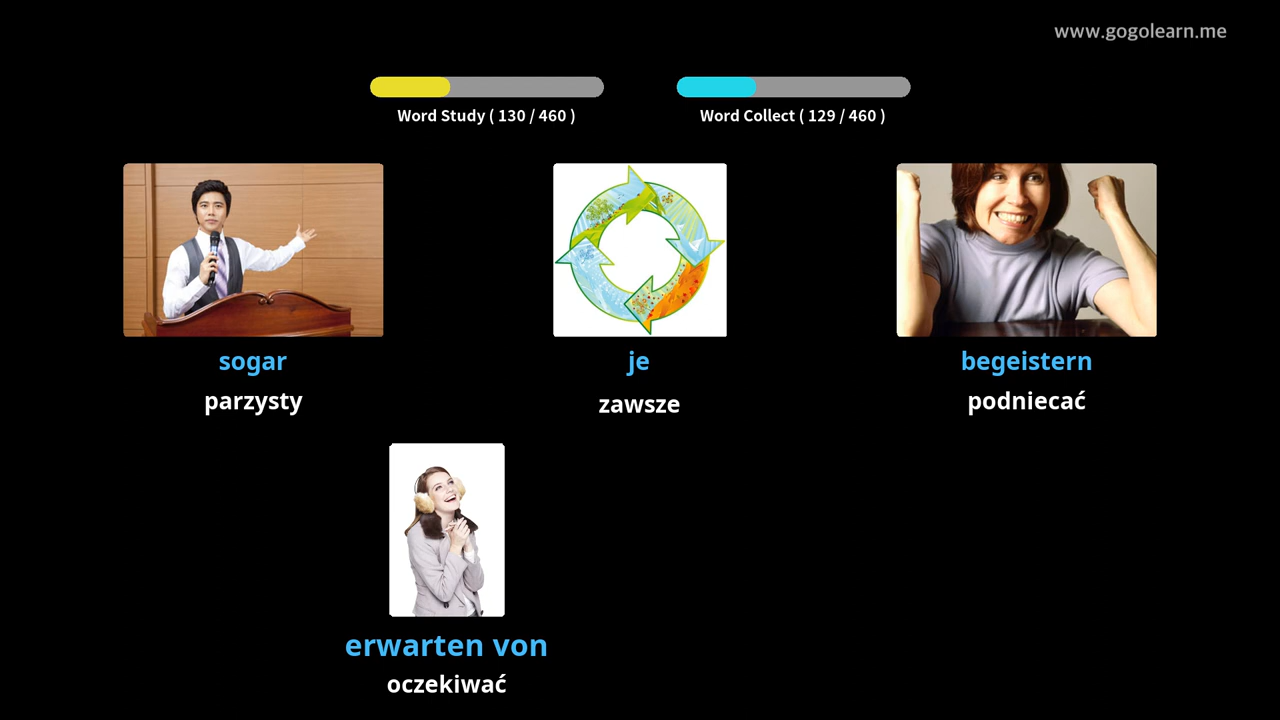 www.gogolearn.me
Word Study ( 130 / 460 )
Word Collect ( 129 / 460 )
sogar
parzysty
je
zawsze
begeistern
podniecać
erwarten von
oczekiwać